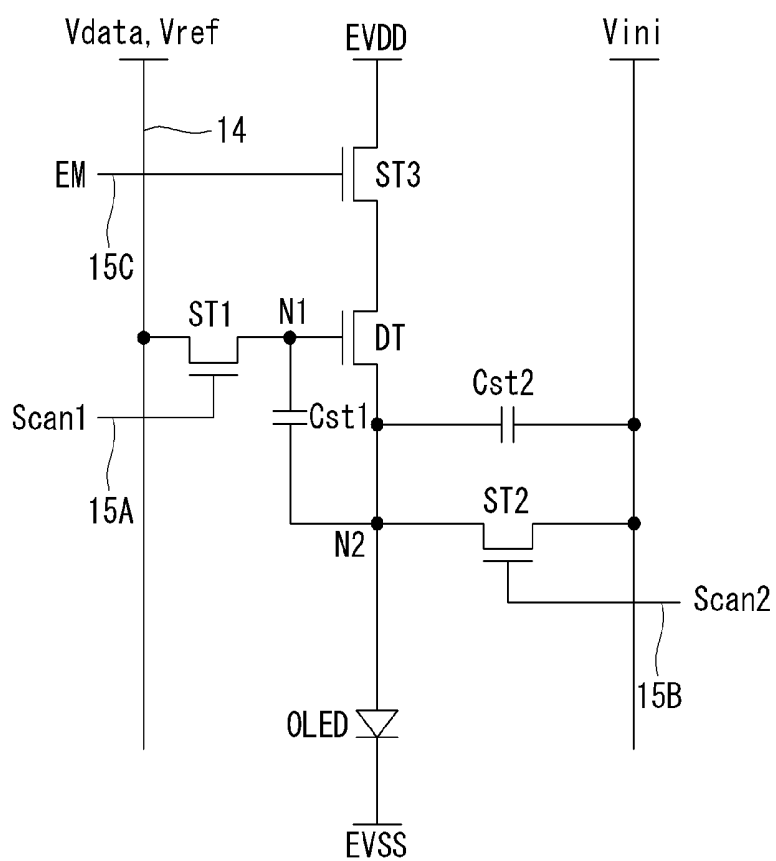 Vdata, Vref
EVDD
Vini
14
EM
ST3
15C
ST1
N1
DT
Cst2
Scan1
Cst1
15A
ST2
N2
Scan2
15B
OLED
EVSS